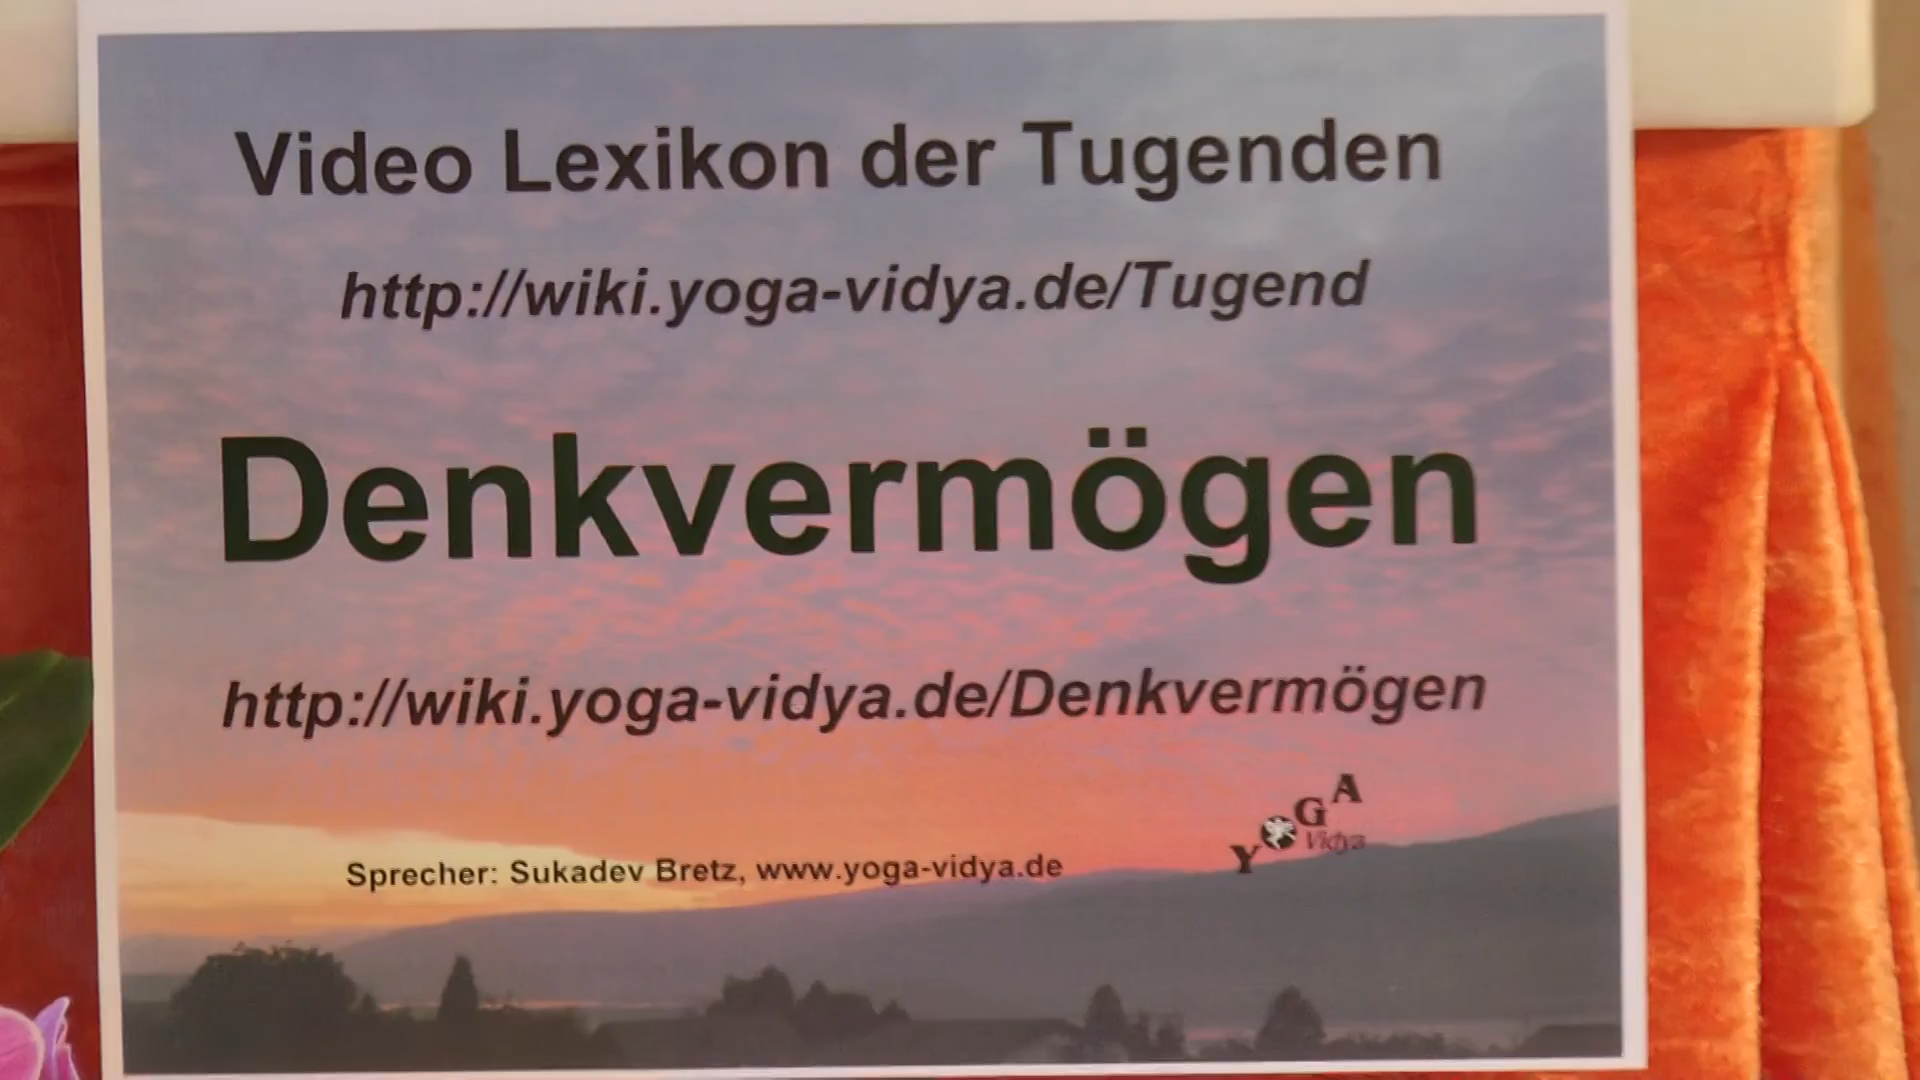 Video Lexikon der Tugenden
http://wiki.yoga-vidya.de/Tugend
Denkvermögen
http://wiki.yoga-vidya.de/Denkvermögen
Sprecher: Sukadev Bretz, www.yoga-vidya.de
YOGA
Vidya